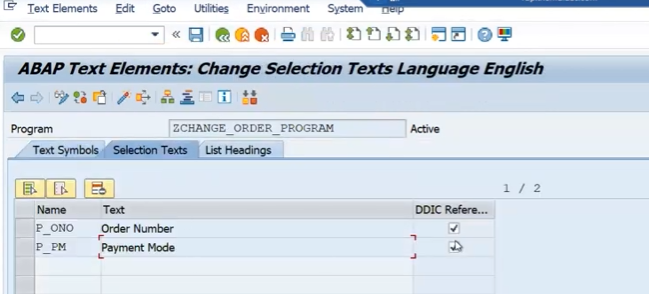 Text Elements Edit Goto Utilities Environment System Help
ABAP Text Elements: Change Selection Texts Language English
Program ZCHANGE_ORDER_PROGRAM Active
Text Symbols Selection Texts List Headings
1 / 2
Name Text DDIC Refere...
P_ONO Order Number
P_PM Payment Mode